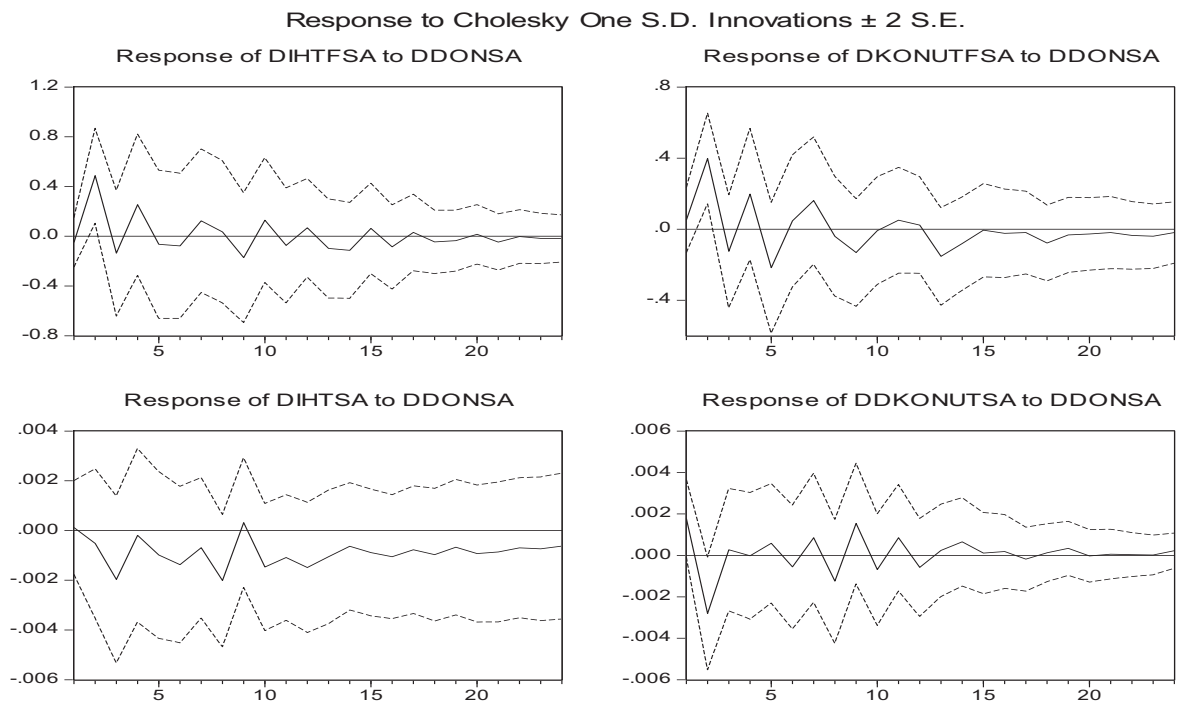 Response to Cholesky One S.D. Innovations ± 2 S.E.
Response of DIHTFSA to DDONSA
1.2
0.8
0.4
0.0
-0.4
-0.8
5 10 15 20
Response of DKONUTFSA to DDONSA
.8
.4
.0
-.4
5 10 15 20
Response of DIHTSA to DDONSA
.004
.002
.000
-.002
-.004
-.006
5 10 15 20
Response of DDKONUTSA to DDONSA
.006
.004
.002
.000
-.002
-.004
-.006
5 10 15 20